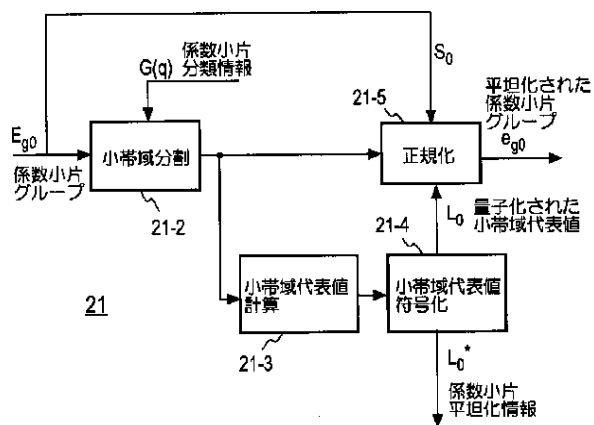 係数小片
G(q) 分類情報
S₀
21-5
平坦化された
係数小片
グループ
e_g0
E_g0
係数小片
グループ
小帯域分割
21-2
正規化
L₀ 量子化された
小帯域代表値
21-4
小帯域代表値
計算
21-3
小帯域代表値
符号化
21
L₀*
係数小片
平坦化情報